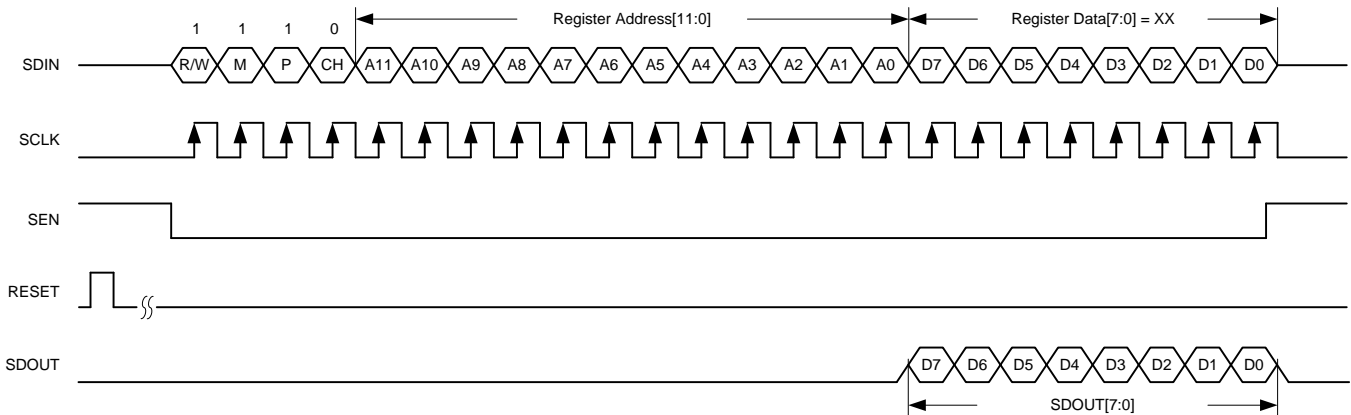 Register Address[11:0] Register Data[7:0] = XX
1 1 1 0
SDIN R/W M P CH A11 A10 A9 A8 A7 A6 A5 A4 A3 A2 A1 A0 D7 D6 D5 D4 D3 D2 D1 D0
SCLK
SEN
RESET
SDOUT D7 D6 D5 D4 D3 D2 D1 D0
SDOUT[7:0]